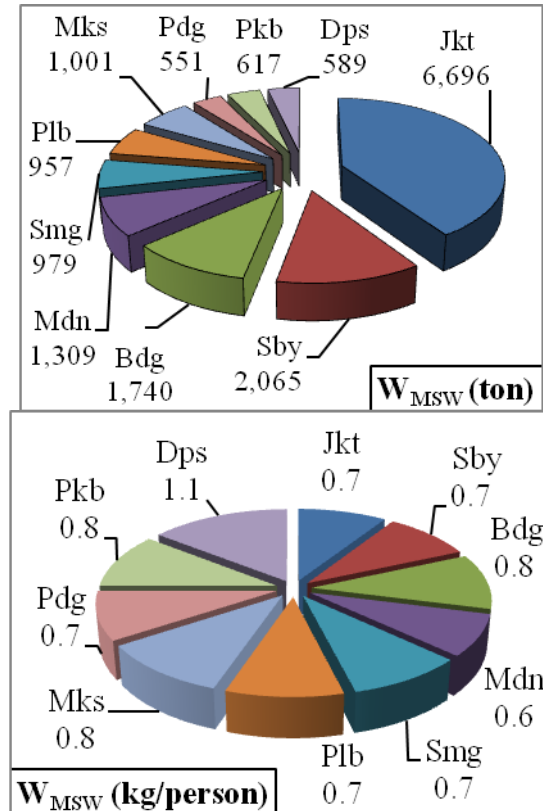 Mks
1,001
Pdg
551
Pkb
617
Dps
589
Jkt
6,696
Plb
957
Smg
979
Mdn
1,309
Bdg
1,740
Sby
2,065
W_MSW (ton)
Dps
1.1
Jkt
0.7
Sby
0.7
Pkb
0.8
Bdg
0.8
Pdg
0.7
Mdn
0.6
Mks
0.8
Plb
0.7
Smg
0.7
W_MSW (kg/person)